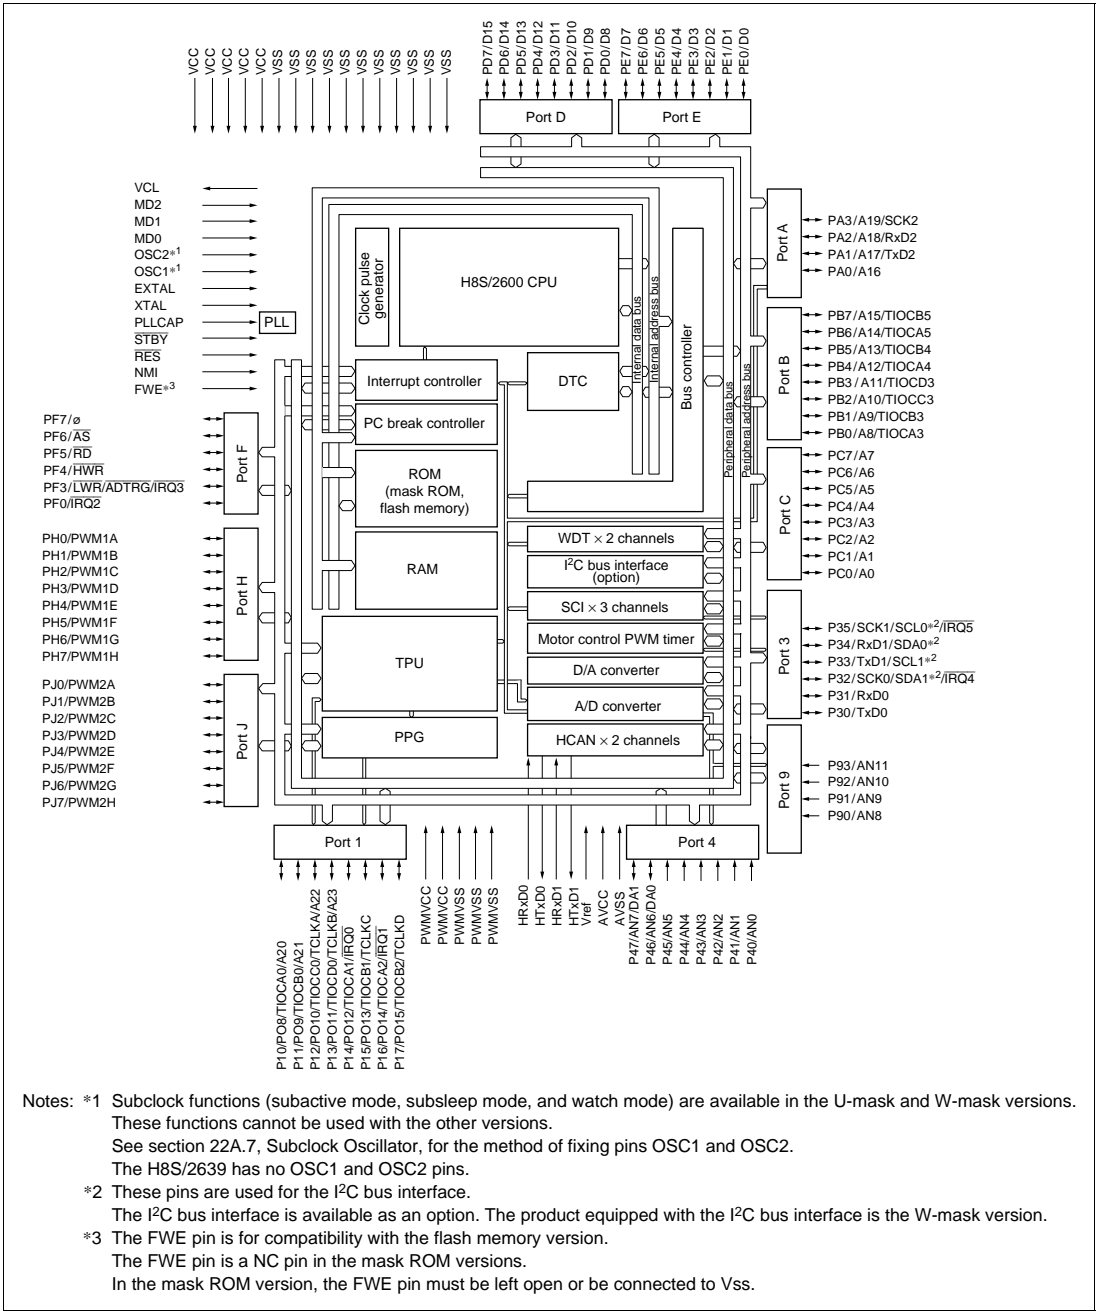 VCC
VCC
VCC
VCC
VCC
VSS
VSS
VSS
VSS
VSS
VSS
VSS
VSS
VSS
VSS
VSS
PD7/D15
PD6/D14
PD5/D13
PD4/D12
PD3/D11
PD2/D10
PD1/D9
PD0/D8
PE7/D7
PE6/D6
PE5/D5
PE4/D4
PE3/D3
PE2/D2
PE1/D1
PE0/D0
Port D
Port E
VCL
MD2
MD1
MD0
OSC2*1
OSC1*1
EXTAL
XTAL
PLLCAP
STBY
RES
NMI
FWE*3
PLL
Clock pulse
generator
H8S/2600 CPU
Interrupt controller
PC break controller
DTC
ROM
(mask ROM,
flash memory)
RAM
TPU
PPG
Internal data bus
Internal address bus
Bus controller
Peripheral data bus
Peripheral address bus
WDT × 2 channels
I2C bus interface
(option)
SCI × 3 channels
Motor control PWM timer
D/A converter
A/D converter
HCAN × 2 channels
Port A
PA3/A19/SCK2
PA2/A18/RxD2
PA1/A17/TxD2
PA0/A16
Port B
PB7/A15/TIOCB5
PB6/A14/TIOCA5
PB5/A13/TIOCB4
PB4/A12/TIOCA4
PB3/A11/TIOCD3
PB2/A10/TIOCC3
PB1/A9/TIOCB3
PB0/A8/TIOCA3
Port C
PC7/A7
PC6/A6
PC5/A5
PC4/A4
PC3/A3
PC2/A2
PC1/A1
PC0/A0
Port 3
P35/SCK1/SCL0*2/IRQ5
P34/RxD1/SDA0*2
P33/TxD1/SCL1*2
P32/SCK0/SDA1*2/IRQ4
P31/RxD0
P30/TxD0
Port 9
P93/AN11
P92/AN10
P91/AN9
P90/AN8
PF7/ø
PF6/AS
PF5/RD
PF4/HWR
PF3/LWR/ADTRG/IRQ3
PF0/IRQ2
Port F
PH0/PWM1A
PH1/PWM1B
PH2/PWM1C
PH3/PWM1D
PH4/PWM1E
PH5/PWM1F
PH6/PWM1G
PH7/PWM1H
Port H
PJ0/PWM2A
PJ1/PWM2B
PJ2/PWM2C
PJ3/PWM2D
PJ4/PWM2E
PJ5/PWM2F
PJ6/PWM2G
PJ7/PWM2H
Port J
Port 1
Port 4
P10/PO8/TIOCA0/A20
P11/PO9/TIOCB0/A21
P12/PO10/TIOCC0/TCLKA/A22
P13/PO11/TIOCD0/TCLKB/A23
P14/PO12/TIOCA1/IRQ0
P15/PO13/TIOCB1/TCLKC
P16/PO14/TIOCA2/IRQ1
P17/PO15/TIOCB2/TCLKD
PWMVCC
PWMVCC
PWMVSS
PWMVSS
PWMVSS
HRxD0
HTxD0
HRxD1
HTxD1
Vref
AVCC
AVSS
P47/AN7/DA1
P46/AN6/DA0
P45/AN5
P44/AN4
P43/AN3
P42/AN2
P41/AN1
P40/AN0
Notes: *1 Subclock functions (subactive mode, subsleep mode, and watch mode) are available in the U-mask and W-mask versions.
These functions cannot be used with the other versions.
See section 22A.7, Subclock Oscillator, for the method of fixing pins OSC1 and OSC2.
The H8S/2639 has no OSC1 and OSC2 pins.
*2 These pins are used for the I2C bus interface.
The I2C bus interface is available as an option. The product equipped with the I2C bus interface is the W-mask version.
*3 The FWE pin is for compatibility with the flash memory version.
The FWE pin is a NC pin in the mask ROM versions.
In the mask ROM version, the FWE pin must be left open or be connected to Vss.